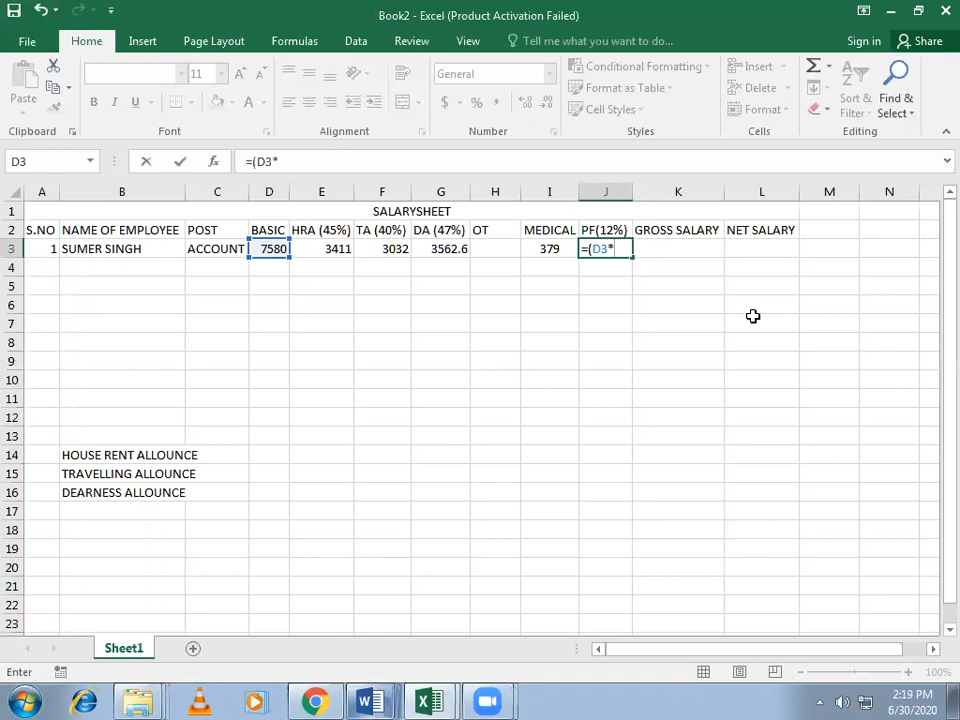 Book2 - Excel (Product Activation Failed)
File Home Insert Page Layout Formulas Data Review View Tell me what you want to do... Sign in Share
Paste
11
B I U
A
General
$ % ,
Conditional Formatting
Format as Table
Cell Styles
Insert
Delete
Format
Sort & Filter
Find & Select
Clipboard Font Alignment Number Styles Cells Editing
D3 fx =(D3*
A B C D E F G H I J K L M N
1 SALARYSHEET
2 S.NO NAME OF EMPLOYEE POST BASIC HRA (45%) TA (40%) DA (47%) OT MEDICAL PF(12%) GROSS SALARY NET SALARY
3 1 SUMER SINGH ACCOUNT 7580 3411 3032 3562.6 379 =(D3*
4
5
6
7
8
9
10
11
12
13
14 HOUSE RENT ALLOUNCE
15 TRAVELLING ALLOUNCE
16 DEARNESS ALLOUNCE
17
18
19
20
21
22
23
Sheet1
Enter 100%
2:19 PM
6/30/2020